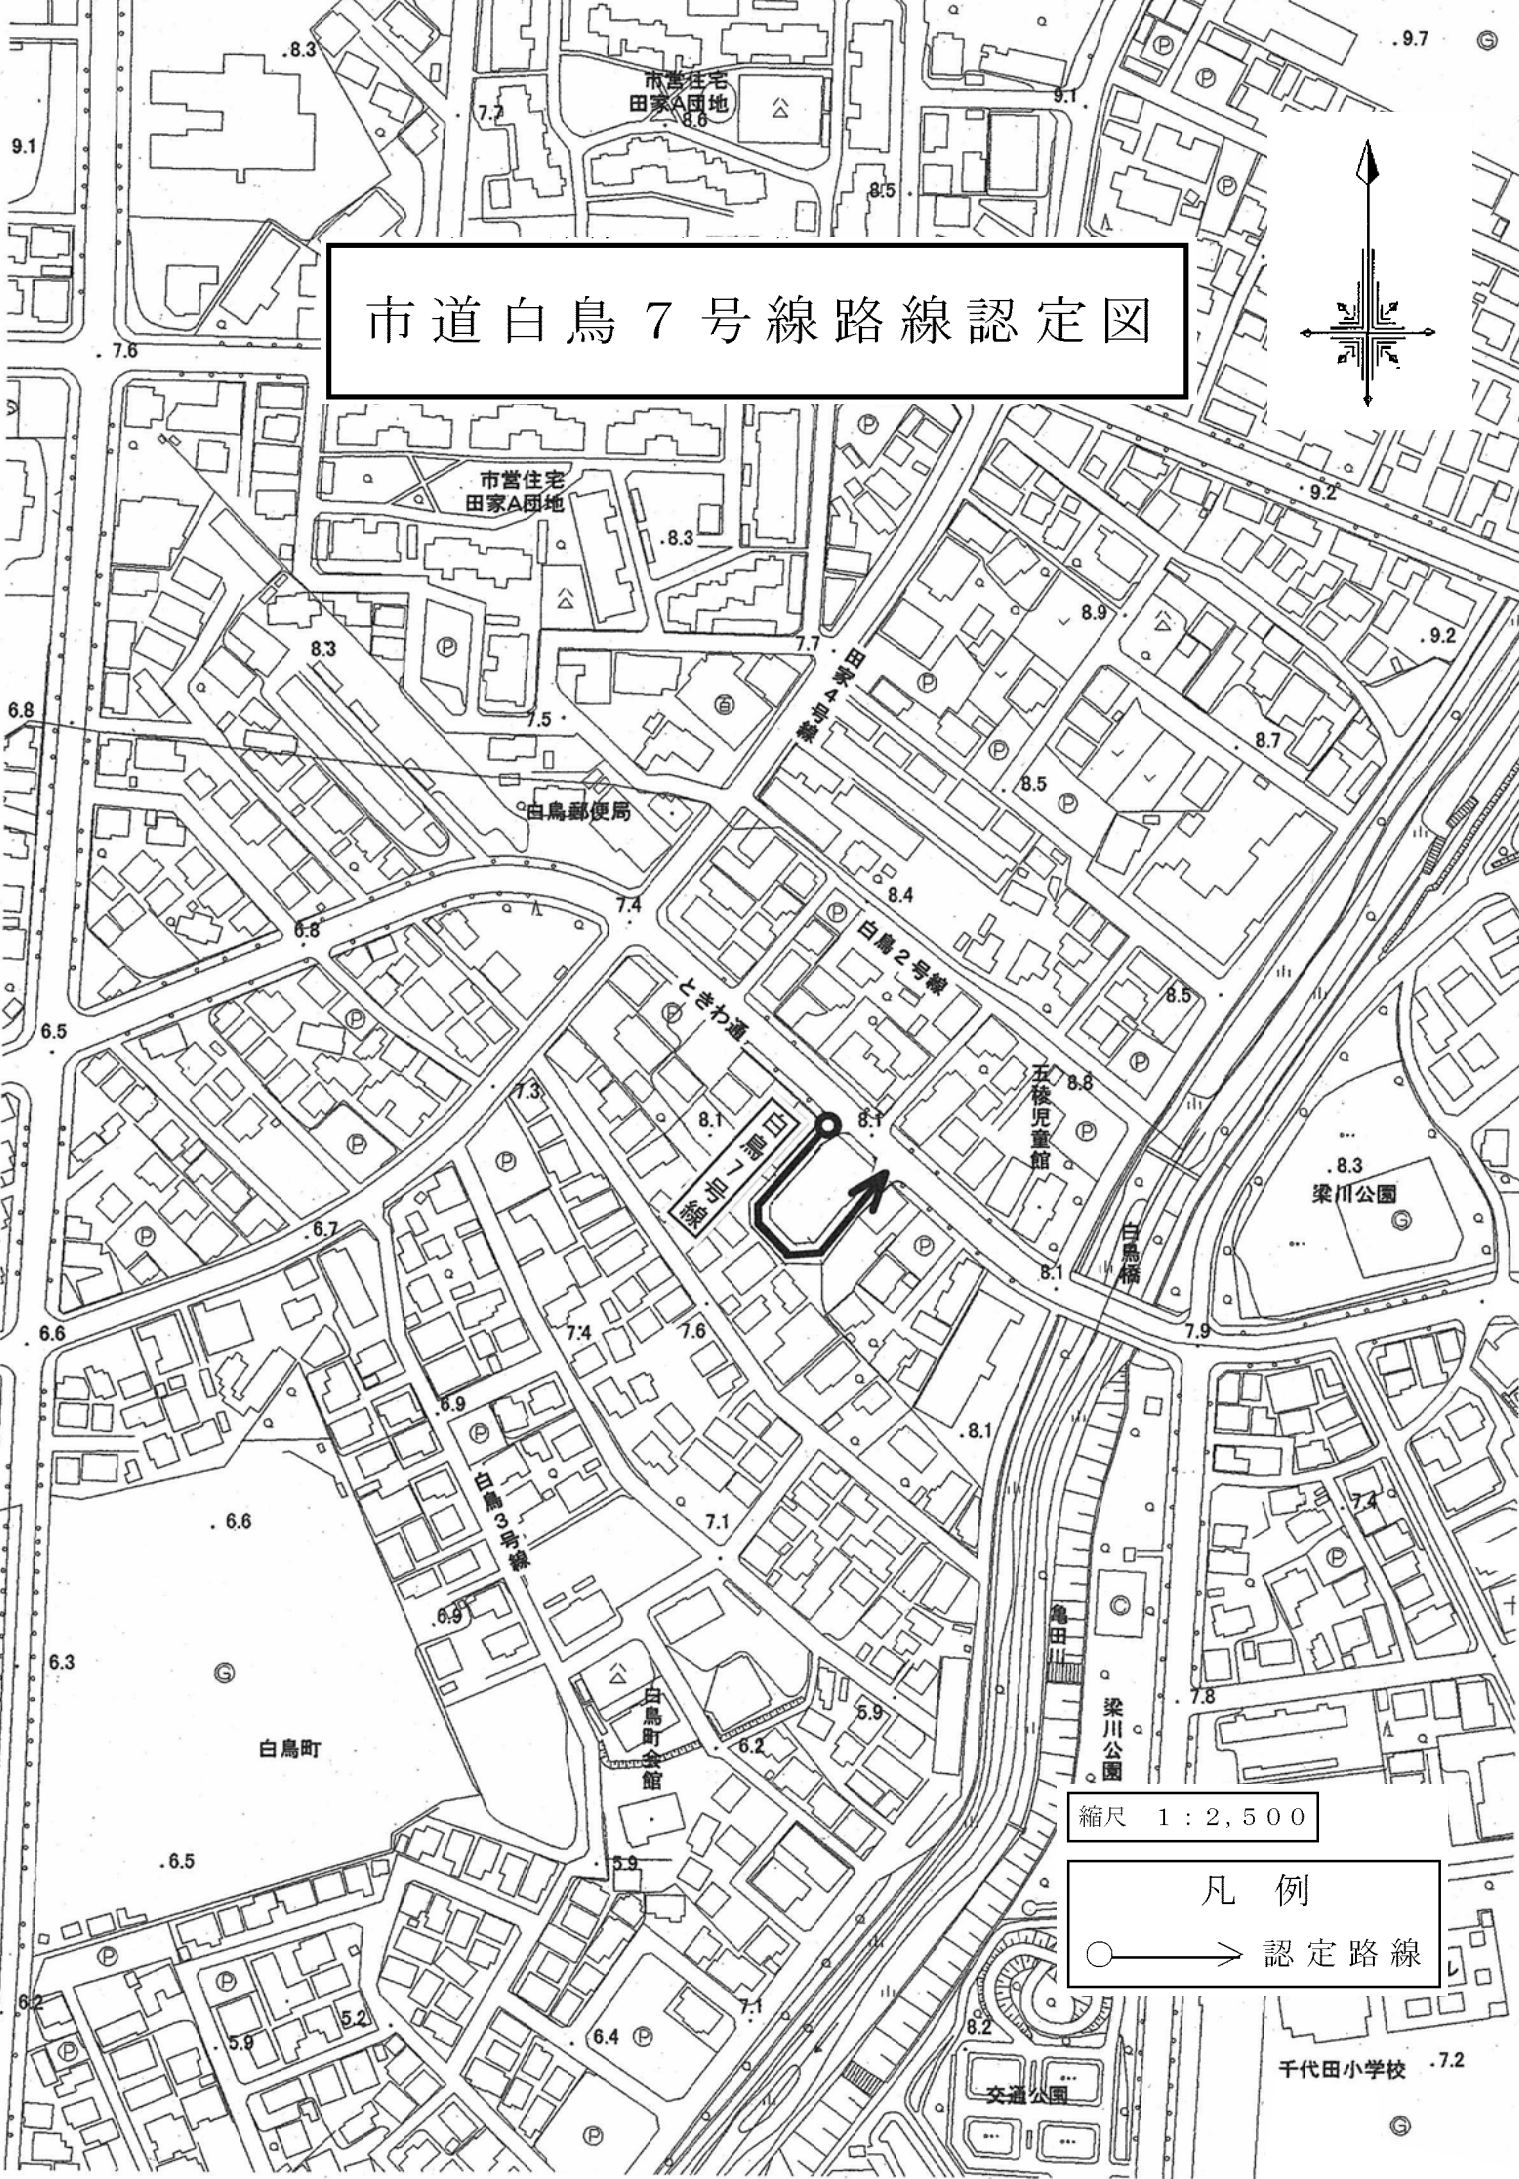 .8.3
.9.7
G
P
P
市営住宅
田家A団地
7.7
8.6
9.1
9.1
8.5
P
市道白鳥7号線路線認定図
7.6
P
市営住宅
田家A団地
9.2
.8.3
8.9
8.3
P
7.7
.9.2
田家4号線
P
6.8
7.5
8.7
P
8.5
P
白鳥郵便局
8.4
7.4
P
6.8
白鳥2号線
8.5
ときわ通
P
P
6.5
P
五稜児童館
8.8
7.3
8.1
8.1
P
P
白鳥7号線
P
.8.3
梁川公園
G
P
6.7
白鳥橋
P
8.1
6.6
7.4
7.6
7.9
6.9
P
.8.1
白鳥3号線
.6.6
7.1
7.4
P
6.9
C
亀田川
6.3
G
7.8
白鳥町会館
5.9
梁川公園
6.2
白鳥町
縮尺 1:2,500
.6.5
5.9
凡例
認定路線
P
P
6.2
5.2
5.9
P
7.1
6.4
P
8.2
千代田小学校
.7.2
交通公園
P
G